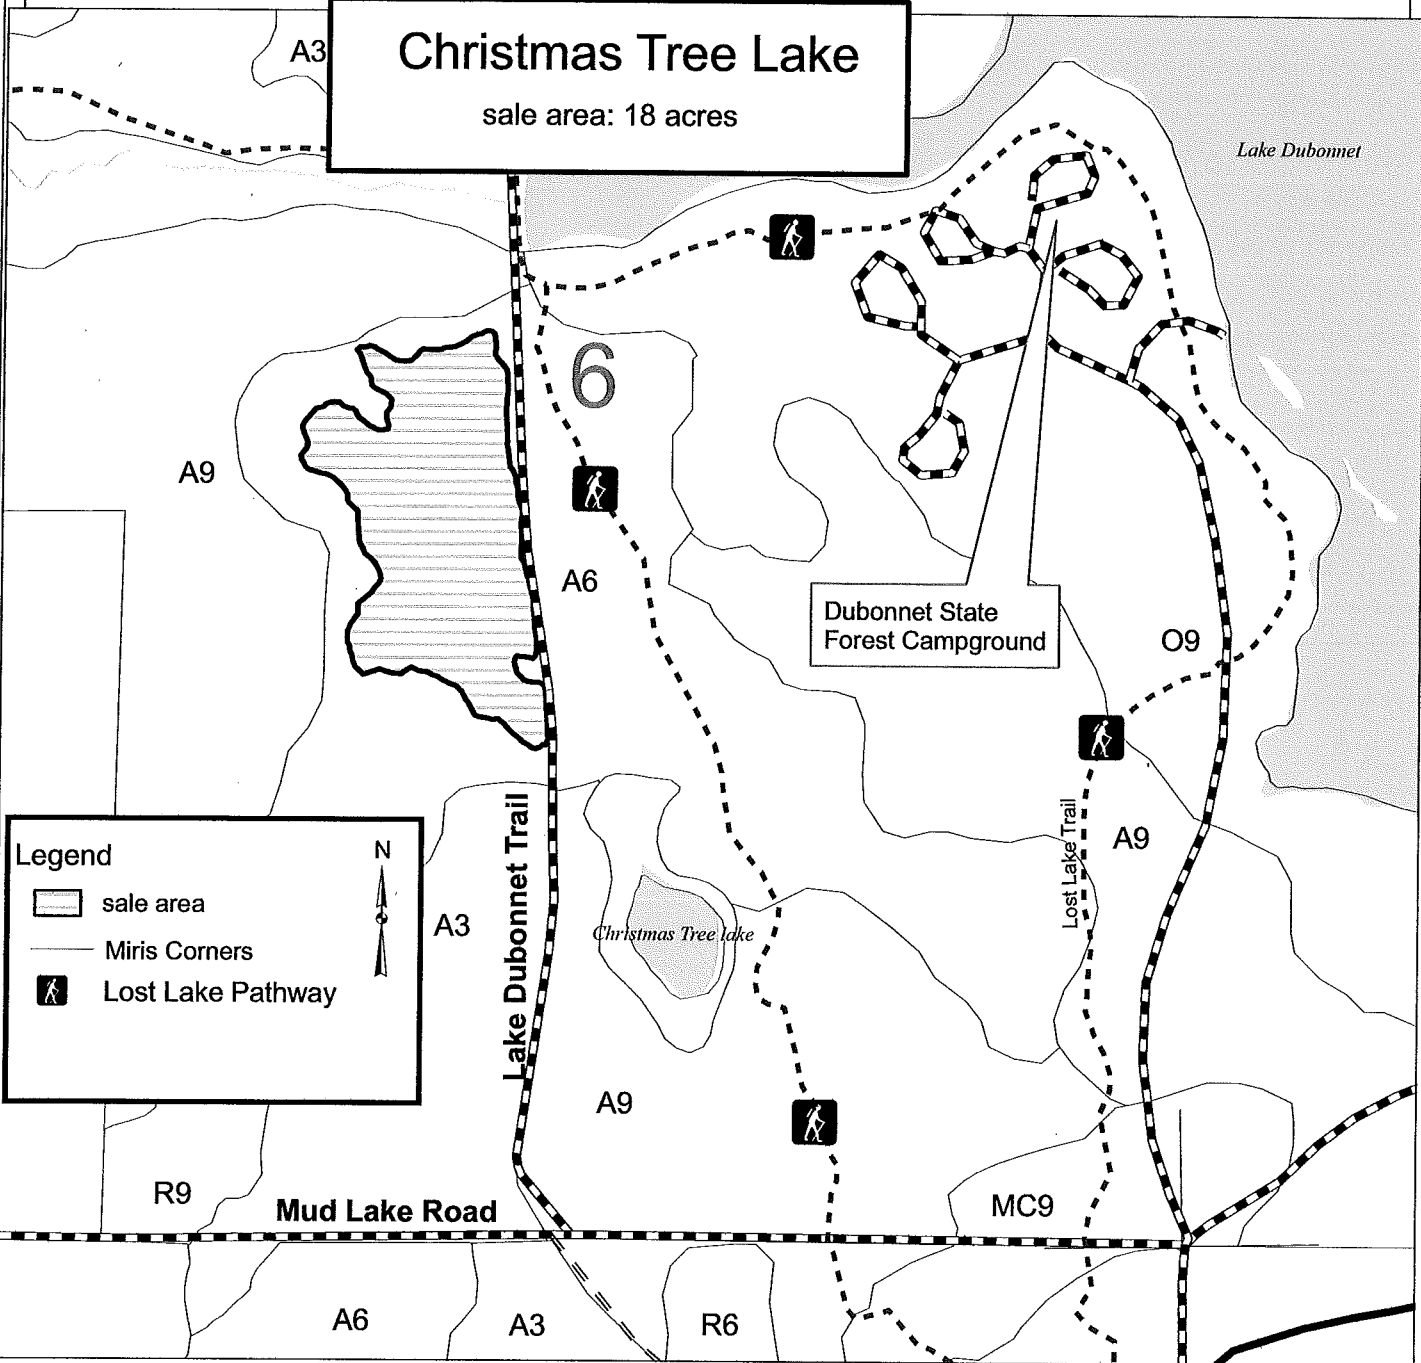 A3
Christmas Tree Lake
sale area: 18 acres
Lake Dubonnet
6
A9
A6
Dubonnet State
Forest Campground
O9
Lost Lake Trail
A9
Lake Dubonnet Trail
Legend
N
sale area
Miris Corners
Lost Lake Pathway
A3
Christmas Tree lake
A9
R9
Mud Lake Road
MC9
A6
A3
R6